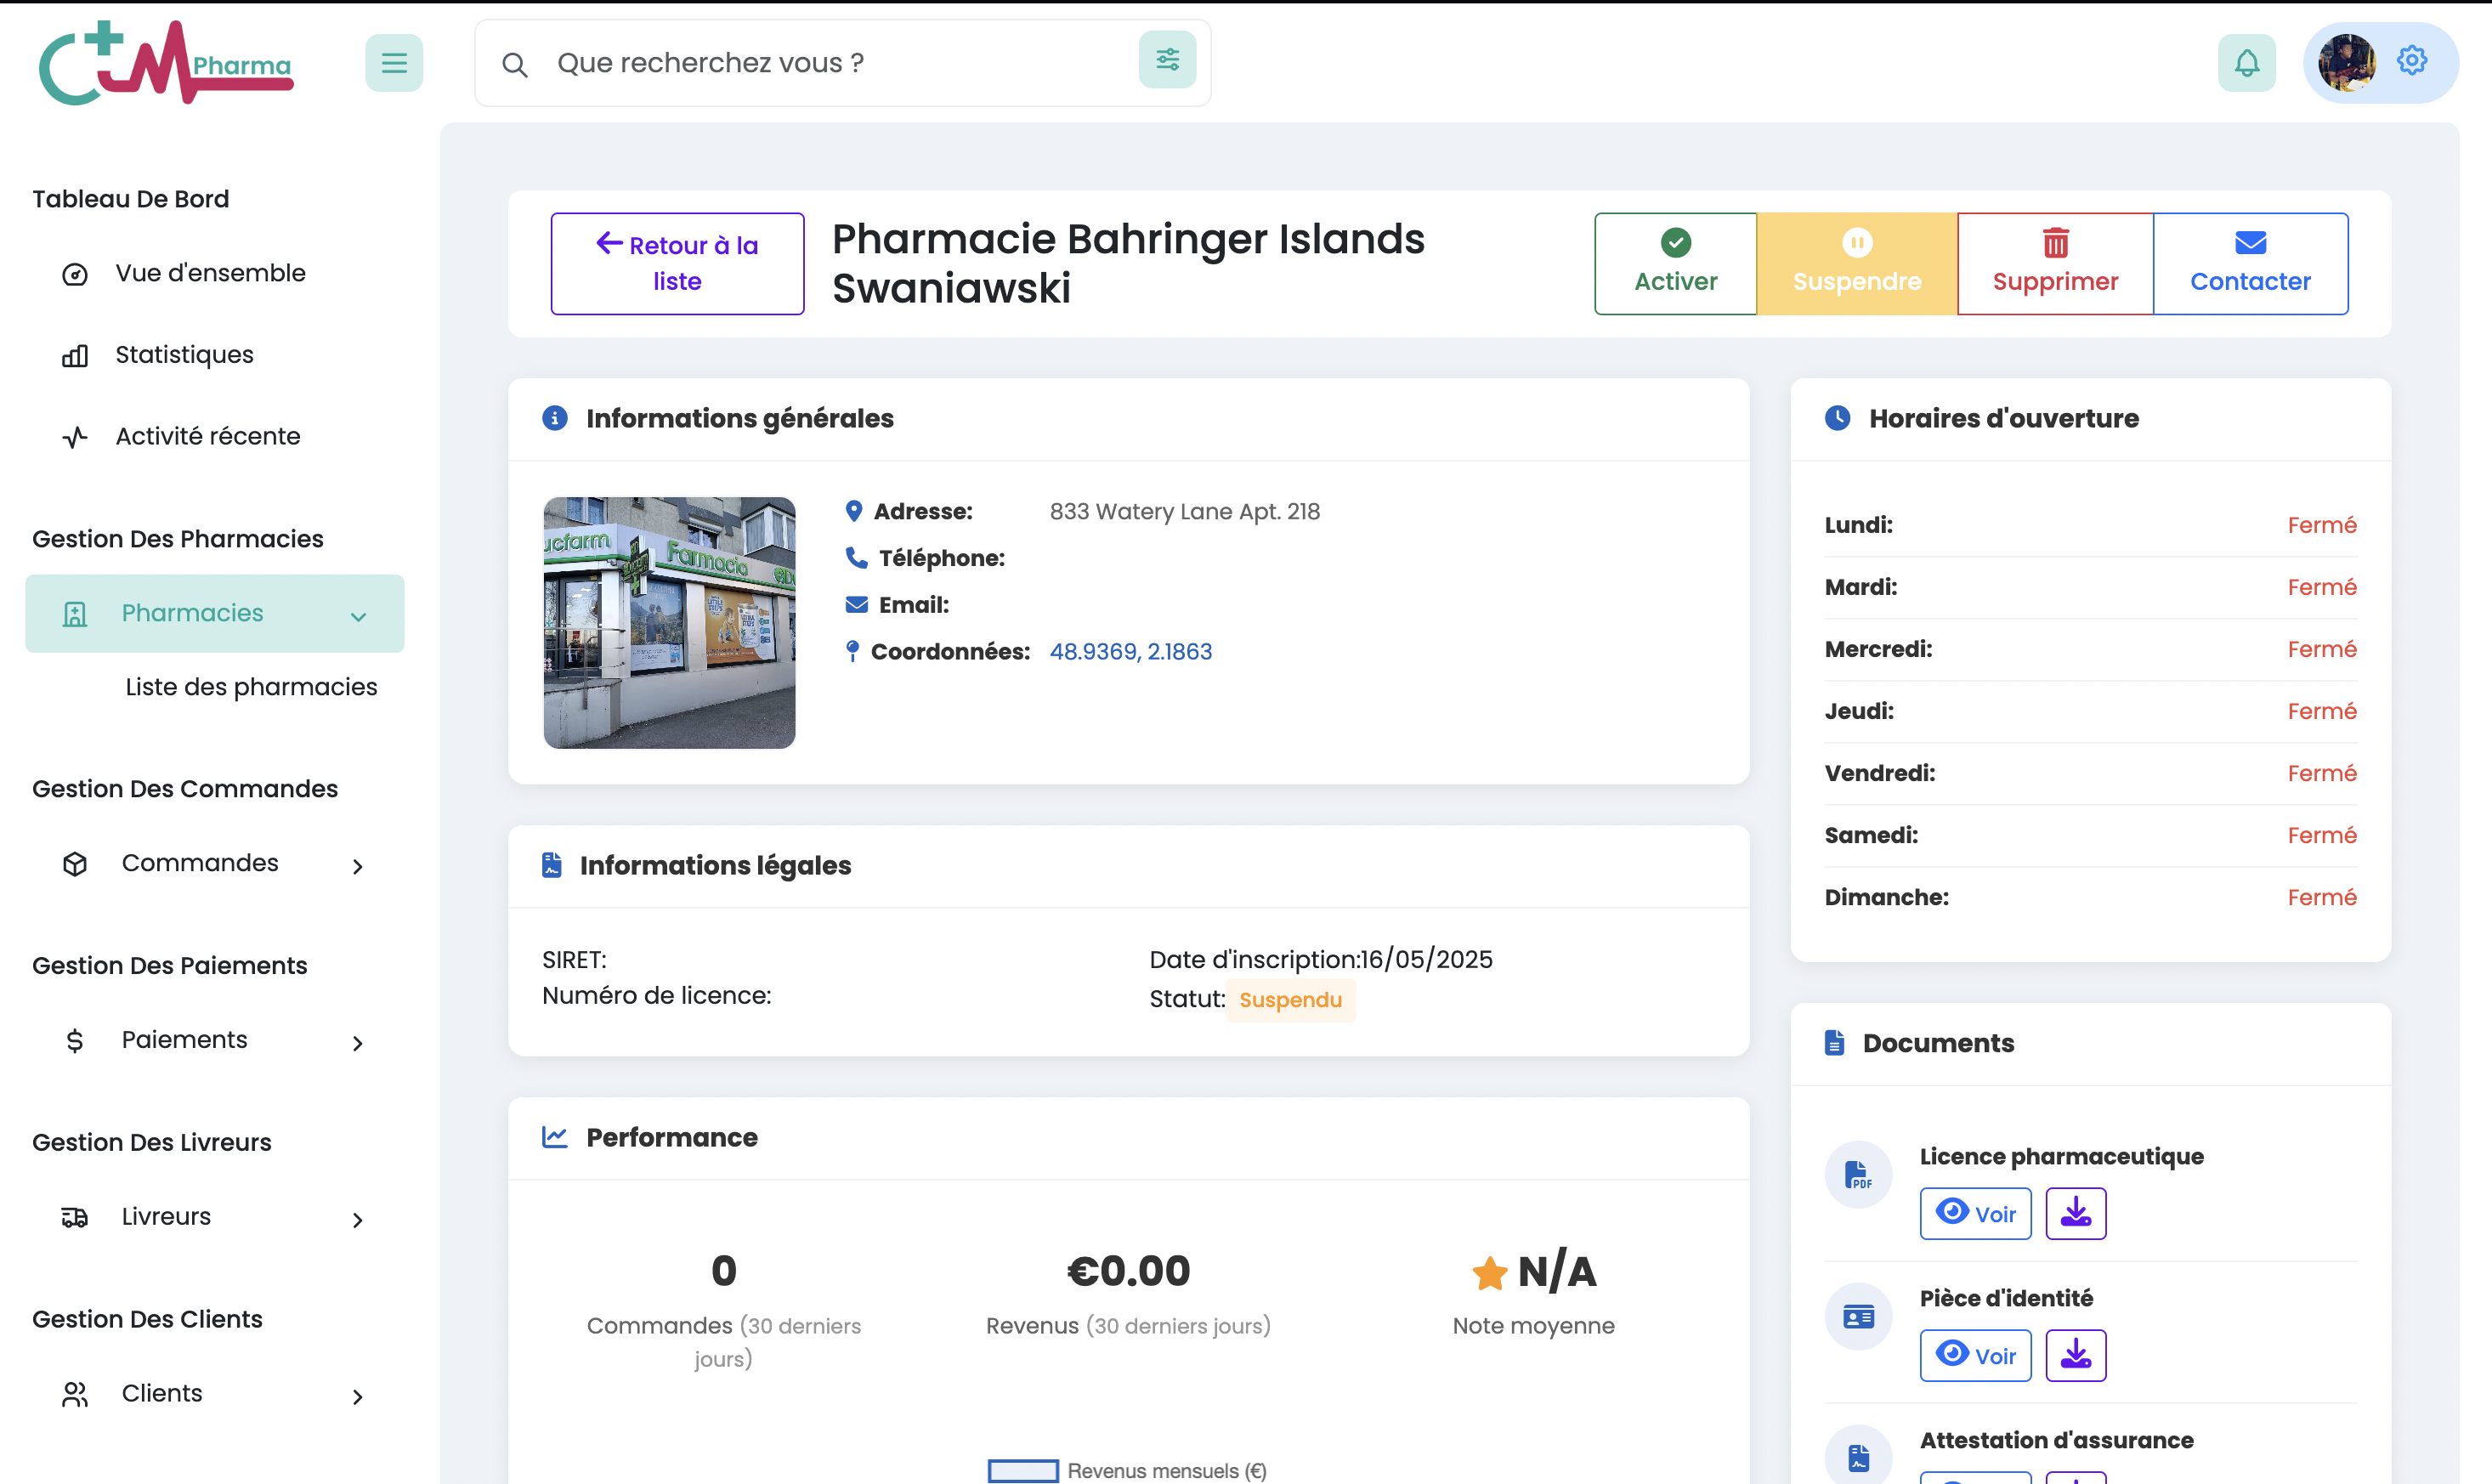 Pharma
Que recherchez vous ?
Tableau De Bord
Vue d'ensemble
Statistiques
Activité récente
Gestion Des Pharmacies
Pharmacies
Liste des pharmacies
Gestion Des Commandes
Commandes
Gestion Des Paiements
Paiements
Gestion Des Livreurs
Livreurs
Gestion Des Clients
Clients
Retour à la
liste
Pharmacie Bahringer Islands
Swaniawski
Activer
Suspendre
Supprimer
Contacter
Informations générales
Farmacia
Adresse: 833 Watery Lane Apt. 218
Téléphone:
Email:
Coordonnées: 48.9369, 2.1863
Informations légales
SIRET:
Numéro de licence:
Date d'inscription:16/05/2025
Statut: Suspendu
Performance
0
Commandes (30 derniers
jours)
€0.00
Revenus (30 derniers jours)
N/A
Note moyenne
Revenus mensuels (€)
Horaires d'ouverture
Lundi: Fermé
Mardi: Fermé
Mercredi: Fermé
Jeudi: Fermé
Vendredi: Fermé
Samedi: Fermé
Dimanche: Fermé
Documents
PDF
Licence pharmaceutique
Voir
Pièce d'identité
Voir
Attestation d'assurance